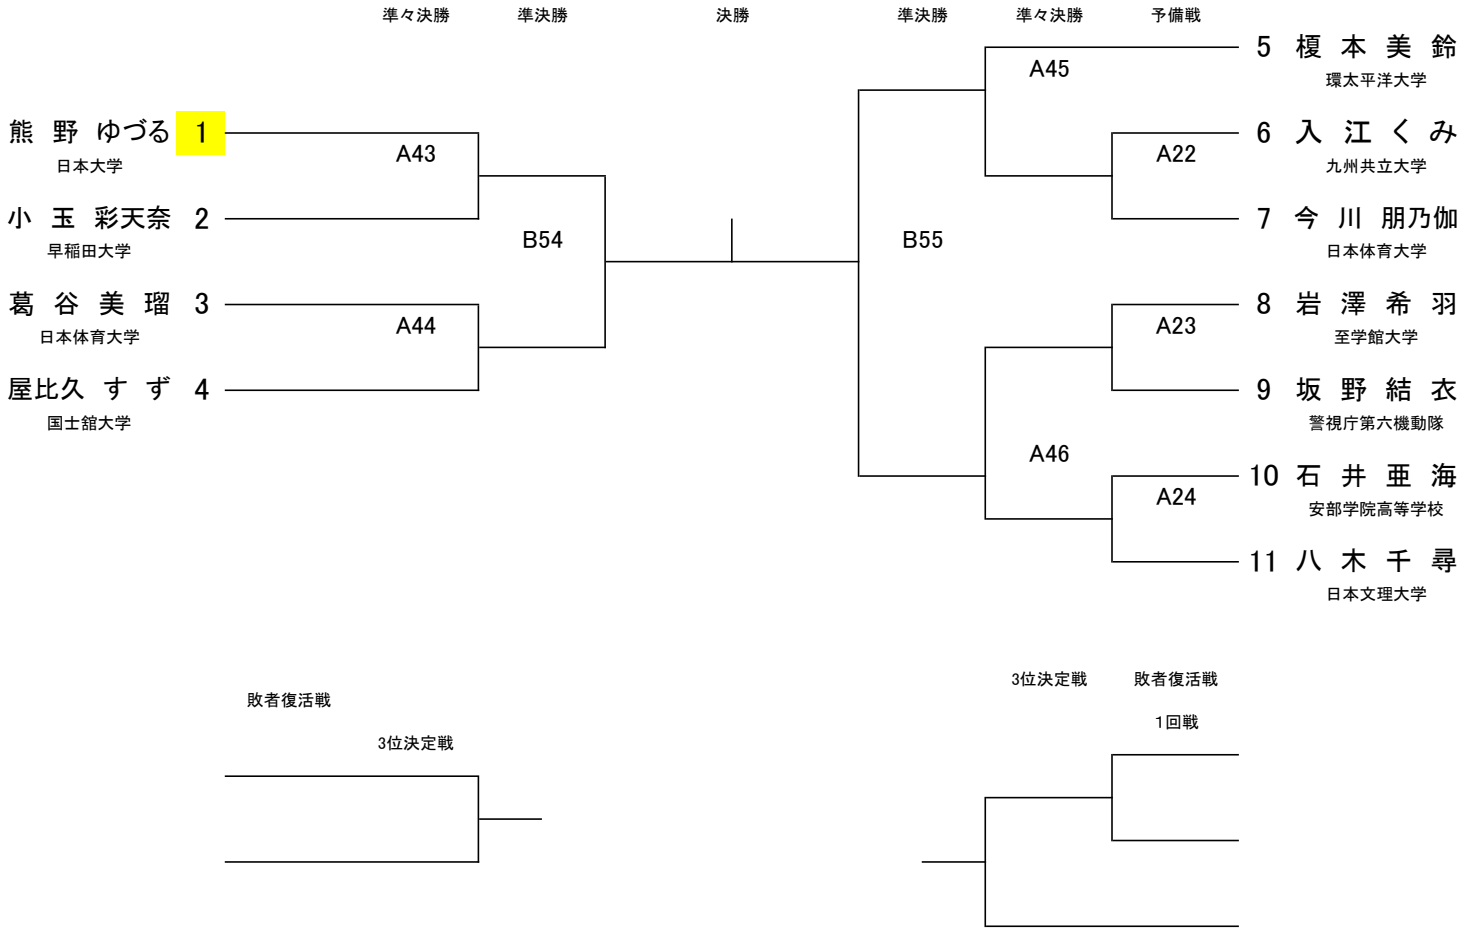 準々決勝 準決勝 決勝 準決勝 準々決勝 予備戦
5 榎 本 美 鈴
A45
環太平洋大学
熊 野 ゆづる 1
6 入 江 く み
A43
A22
日本大学
九州共立大学
小 玉 彩天奈 2
7 今 川 朋乃伽
B54
B55
早稲田大学
日本体育大学
葛 谷 美 瑠 3
8 岩 澤 希 羽
A44
A23
日本体育大学
至学館大学
屋比久 す ず 4
9 坂 野 結 衣
国士舘大学
警視庁第六機動隊
A46
10 石 井 亜 海
A24
安部学院高等学校
11 八 木 千 尋
日本文理大学
3位決定戦 敗者復活戦
敗者復活戦
1回戦
3位決定戦